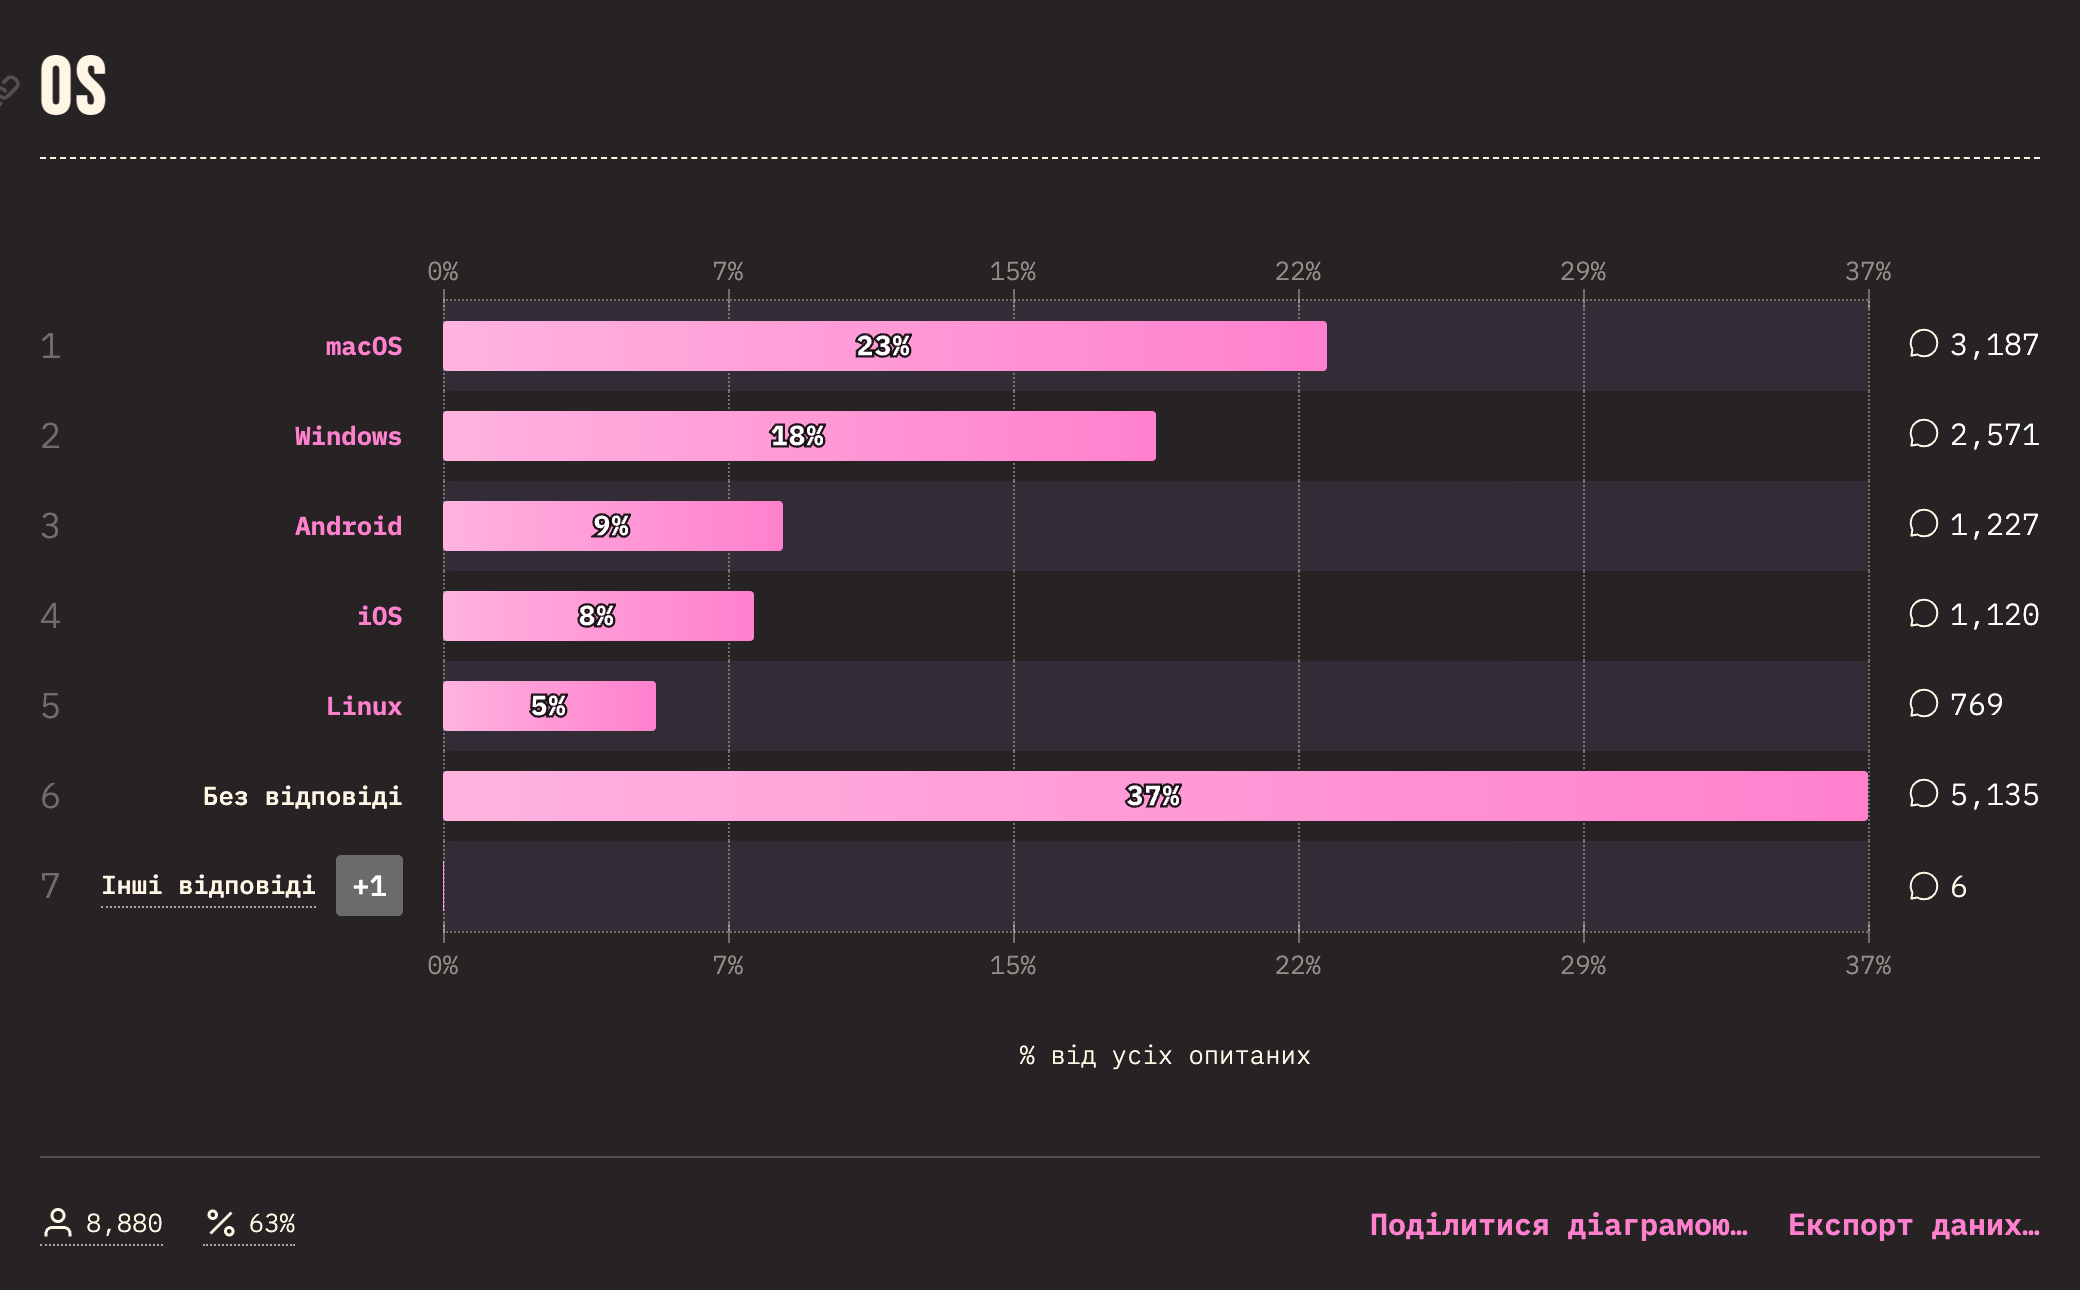 OS
0% 7% 15% 22% 29% 37%
1 macOS 23% 3,187
2 Windows 18% 2,571
3 Android 9% 1,227
4 iOS 8% 1,120
5 Linux 5% 769
6 Без відповіді 37% 5,135
7 Інші відповіді +1 6
0% 7% 15% 22% 29% 37%
% від усіх опитаних
8,880 63% Поділитися діаграмою… Експорт даних…